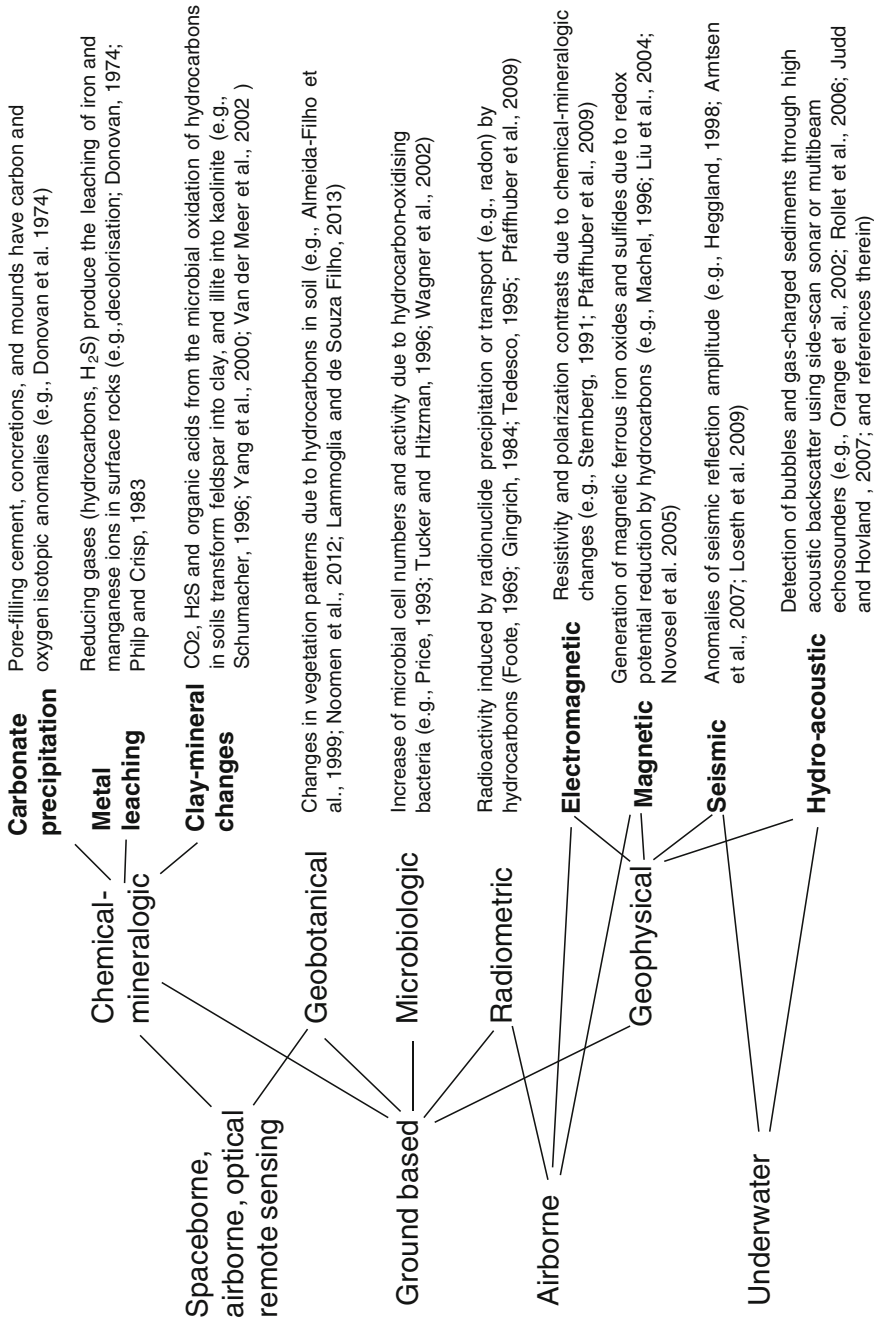 Spaceborne,
airborne, optical
remote sensing
Ground based
Airborne
Underwater
Chemical-
mineralogic
Geobotanical
Microbiologic
Radiometric
Geophysical
Carbonate
precipitation
Pore-filling cement, concretions, and mounds have carbon and
oxygen isotopic anomalies (e.g., Donovan et al. 1974)
Metal
leaching
Reducing gases (hydrocarbons, H₂S) produce the leaching of iron and
manganese ions in surface rocks (e.g.,decolorisation; Donovan, 1974;
Philp and Crisp, 1983
Clay-mineral
changes
CO₂, H2S and organic acids from the microbial oxidation of hydrocarbons
in soils transform feldspar into clay, and illite into kaolinite (e.g.,
Schumacher, 1996; Yang et al., 2000; Van der Meer et al., 2002 )
Changes in vegetation patterns due to hydrocarbons in soil (e.g., Almeida-Filho et
al., 1999; Noomen et al., 2012; Lammoglia and de Souza Filho, 2013)
Increase of microbial cell numbers and activity due to hydrocarbon-oxidising
bacteria (e.g., Price, 1993; Tucker and Hitzman, 1996; Wagner et al., 2002)
Radioactivity induced by radionuclide precipitation or transport (e.g., radon) by
hydrocarbons (Foote, 1969; Gingrich, 1984; Tedesco, 1995; Pfaffhuber et al., 2009)
Electromagnetic
Resistivity and polarization contrasts due to chemical-mineralogic
changes (e.g., Sternberg, 1991; Pfaffhuber et al., 2009)
Magnetic
Generation of magnetic ferrous iron oxides and sulfides due to redox
potential reduction by hydrocarbons (e.g., Machel, 1996; Liu et al., 2004;
Novosel et al. 2005)
Seismic
Anomalies of seismic reflection amplitude (e.g., Heggland, 1998; Arntsen
et al., 2007; Loseth et al. 2009)
Hydro-acoustic
Detection of bubbles and gas-charged sediments through high
acoustic backscatter using side-scan sonar or multibeam
echosounders (e.g., Orange et al., 2002; Rollet et al., 2006; Judd
and Hovland , 2007; and references therein)